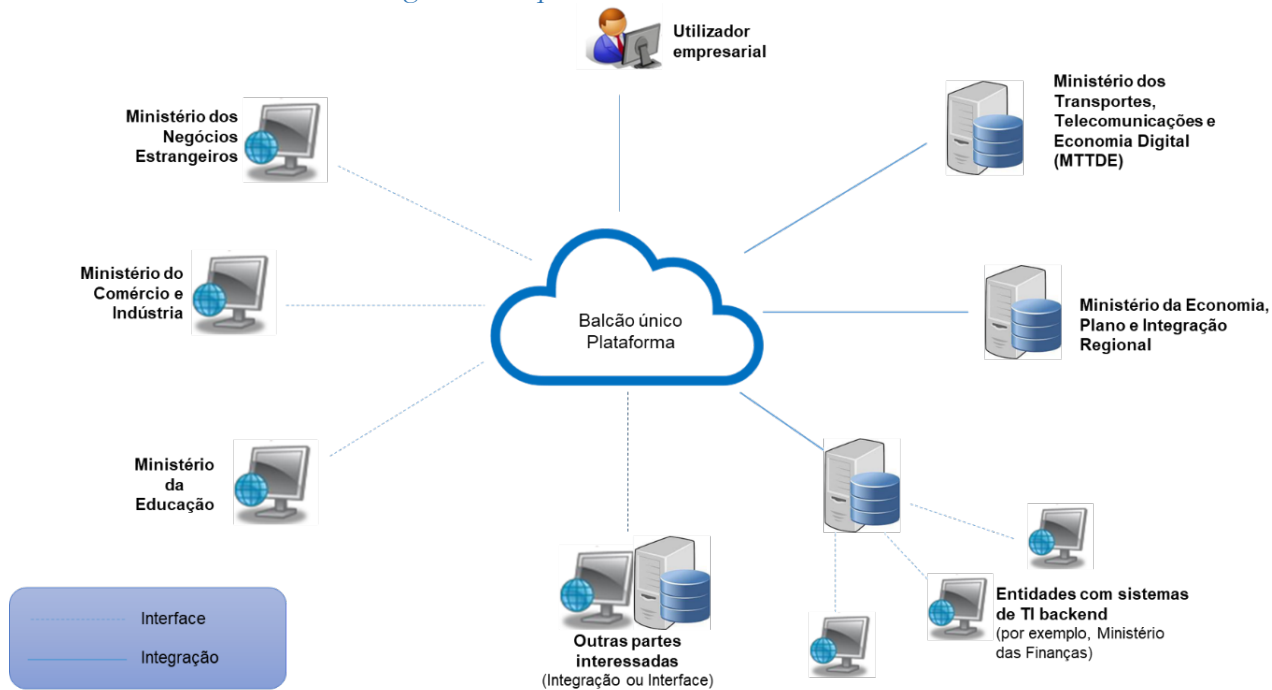 Utilizador
empresarial
Ministério dos
Negócios
Estrangeiros
Ministério dos
Transportes,
Telecomunicações e
Economia Digital
(MTTDE)
Ministério do
Comércio e
Indústria
Balcão único
Plataforma
Ministério da Economia,
Plano e Integração
Regional
Ministério
da
Educação
Outras partes
interessadas
(Integração ou Interface)
Entidades com sistemas
de TI backend
(por exemplo, Ministério
das Finanças)
Interface
Integração